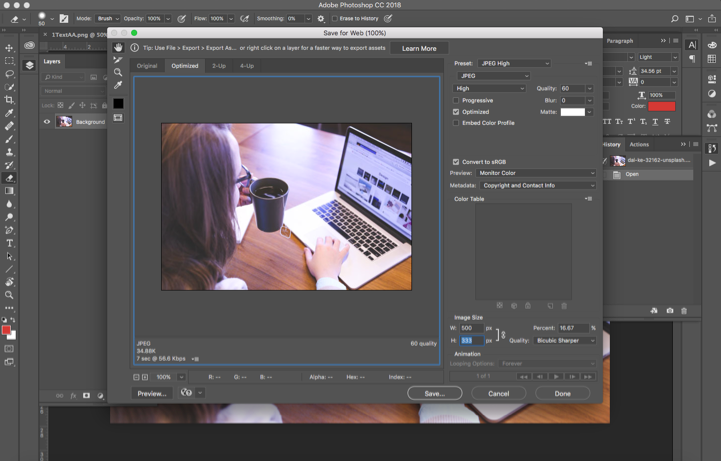 Adobe Photoshop CC 2018
50
Mode: Brush Opacity: 100% Flow: 100% Smoothing: 0% Erase to History
1TextAA.png @ 50%
Save for Web (100%)
Tip: Use File > Export > Export As... or right click on a layer for a faster way to export assets
Learn More
Layers
Kind
Normal
Lock:
Background
Original Optimized 2-Up 4-Up
JPEG
34.88K
7 sec @ 56.6 Kbps
60 quality
100% R: -- G: -- B: -- Alpha: -- Hex: -- Index: --
Preview... Save... Cancel Done
Preset: JPEG High
JPEG
High Quality: 60
Progressive Blur: 0
Optimized Matte:
Embed Color Profile
Convert to sRGB
Preview: Monitor Color
Metadata: Copyright and Contact Info
Color Table
Image Size
W: 500 px Percent: 16.67 %
H: 333 px Quality: Bicubic Sharper
Animation
Looping Options: Forever
1 of 1
Paragraph
Light
34.56 pt
0
100%
Color:
History Actions
dai-ke-32162-unsplash....
Open